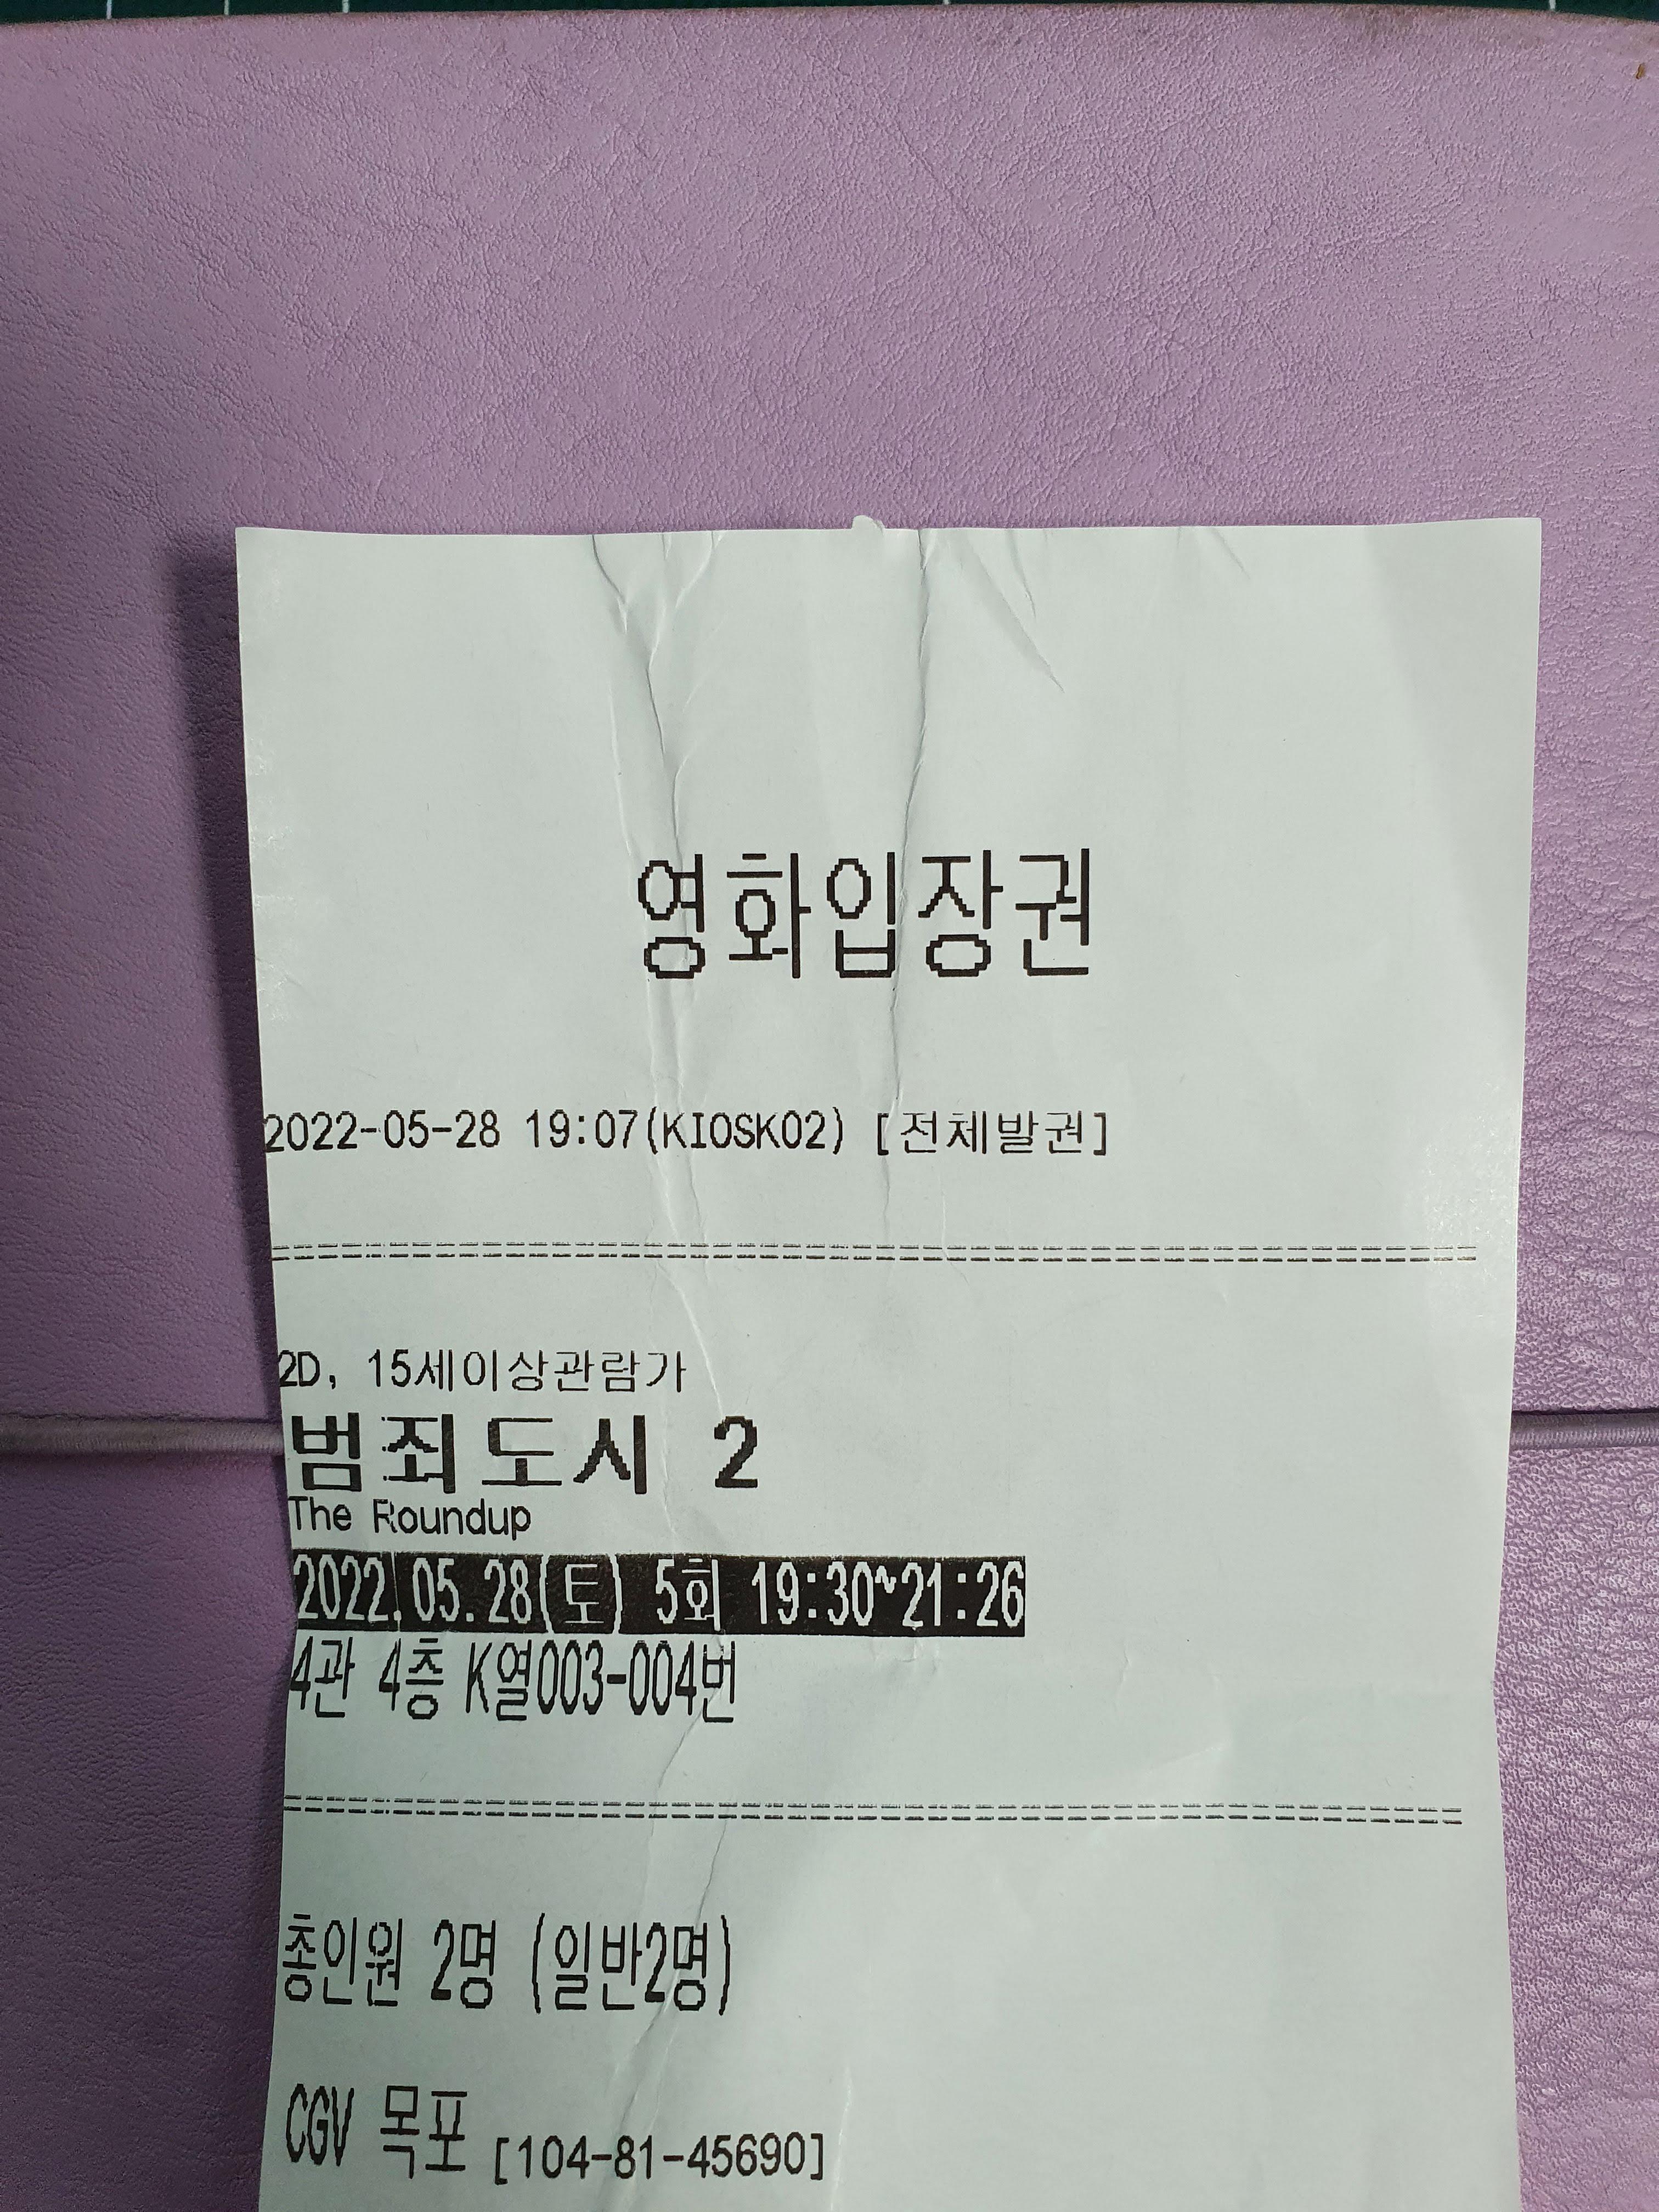 영화입장권
2022-05-28 19:07(KIOSK02) [전체발권]
2D, 15세이상관람가
범죄도시 2
The Roundup
2022.05.28(토) 5회 19:30~21:26
4관 4층 K열003-004번
총인원 2명 (일반2명)
CGV 목포 [104-81-45690]